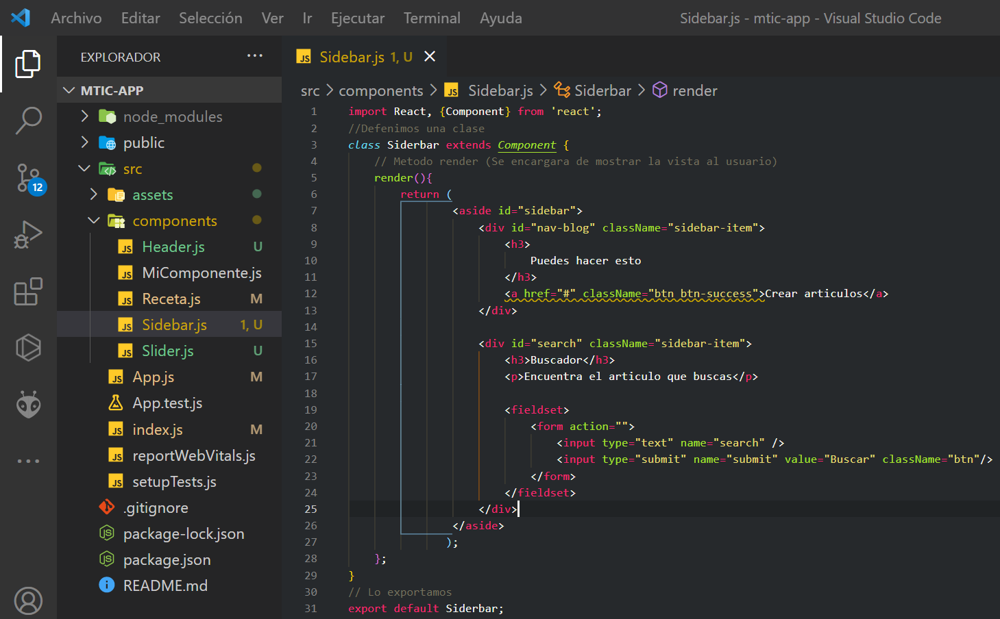 Archivo Editar Selección Ver Ir Ejecutar Terminal Ayuda Sidebar.js - mtic-app - Visual Studio Code
EXPLORADOR ···
MTIC-APP
node_modules
public
src
assets
components
Header.js U
MiComponente.js
Receta.js M
Sidebar.js 1, U
Slider.js U
App.js M
App.test.js
index.js M
reportWebVitals.js
setupTests.js
.gitignore
package-lock.json
package.json
README.md
12
JS Sidebar.js 1, U
src > components > JS Sidebar.js > Siderbar > render
1 import React, {Component} from 'react';
2 //Defenimos una clase
3 class Siderbar extends Component {
4 // Metodo render (Se encargara de mostrar la vista al usuario)
5 render(){
6 return (
7 <aside id="sidebar">
8 <div id="nav-blog" className="sidebar-item">
9 <h3>
10 Puedes hacer esto
11 </h3>
12 <a href="#" className="btn btn-success">Crear articulos</a>
13 </div>
14
15 <div id="search" className="sidebar-item">
16 <h3>Buscador</h3>
17 <p>Encuentra el articulo que buscas</p>
18
19 <fieldset>
20 <form action="">
21 <input type="text" name="search" />
22 <input type="submit" name="submit" value="Buscar" className="btn"/>
23 </form>
24 </fieldset>
25 </div>
26 </aside>
27 );
28 };
29 }
30 // Lo exportamos
31 export default Siderbar;